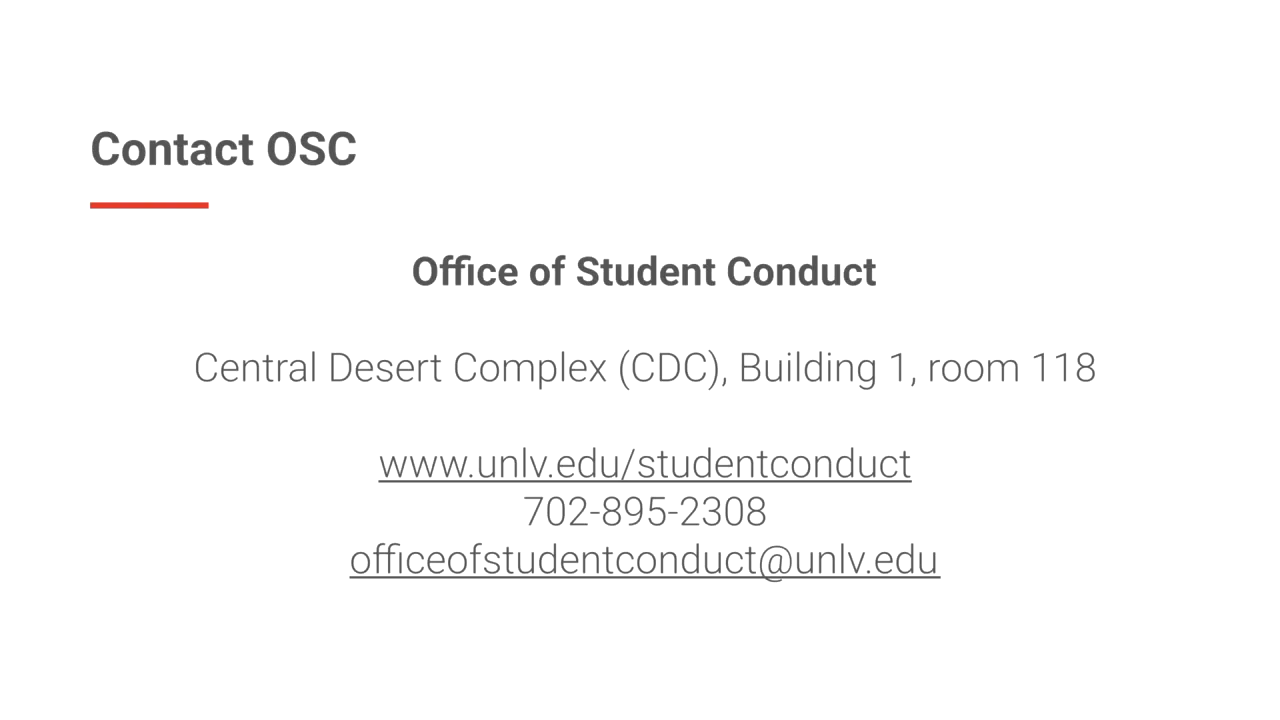 Contact OSC
Office of Student Conduct
Central Desert Complex (CDC), Building 1, room 118
www.unlv.edu/studentconduct
702-895-2308
officeofstudentconduct@unlv.edu